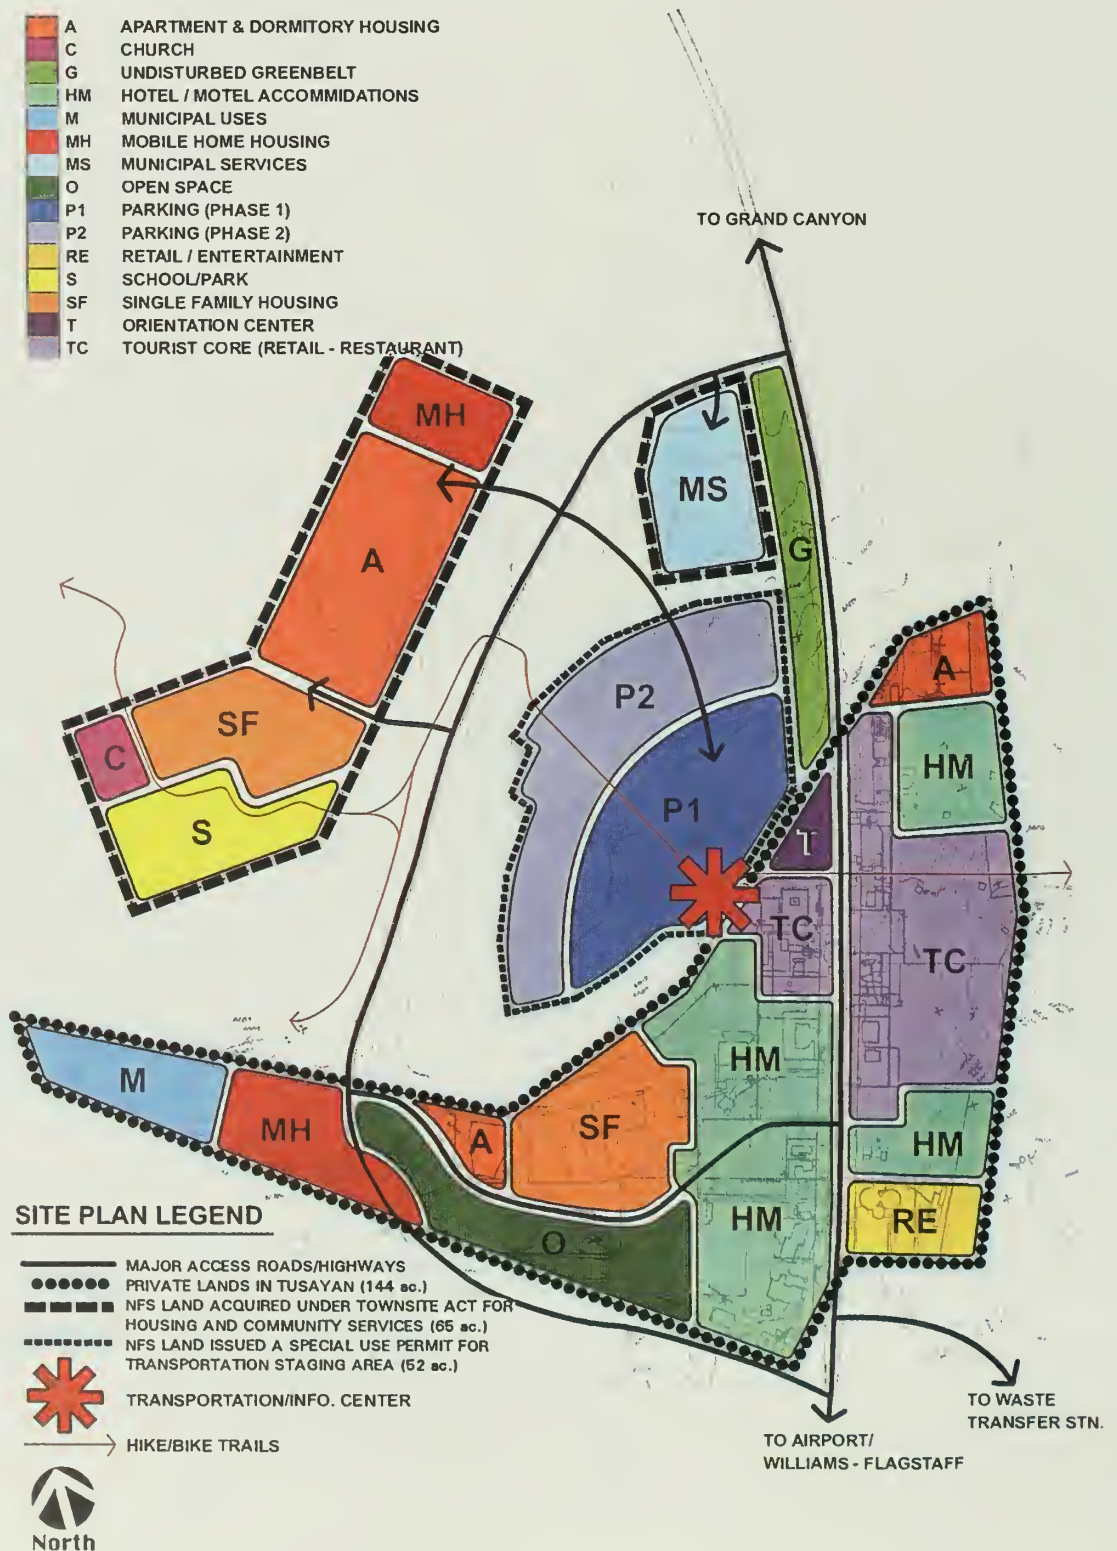 A APARTMENT & DORMITORY HOUSING
C CHURCH
G UNDISTURBED GREENBELT
HM HOTEL / MOTEL ACCOMMIDATIONS
M MUNICIPAL USES
MH MOBILE HOME HOUSING
MS MUNICIPAL SERVICES
O OPEN SPACE
P1 PARKING (PHASE 1)
P2 PARKING (PHASE 2)
RE RETAIL / ENTERTAINMENT
S SCHOOL/PARK
SF SINGLE FAMILY HOUSING
T ORIENTATION CENTER
TC TOURIST CORE (RETAIL - RESTAURANT)
TO GRAND CANYON
MH
MS
G
A
A
P2
SF
HM
C
P1
S
T
TC
TC
HM
M
MH
A
SF
HM
HM
RE
O
SITE PLAN LEGEND
MAJOR ACCESS ROADS/HIGHWAYS
PRIVATE LANDS IN TUSAYAN (144 ac.)
NFS LAND ACQUIRED UNDER TOWNSITE ACT FOR
HOUSING AND COMMUNITY SERVICES (65 ac.)
NFS LAND ISSUED A SPECIAL USE PERMIT FOR
TRANSPORTATION STAGING AREA (52 ac.)
TRANSPORTATION/INFO. CENTER
HIKE/BIKE TRAILS
TO WASTE
TRANSFER STN.
TO AIRPORT/
WILLIAMS - FLAGSTAFF
North